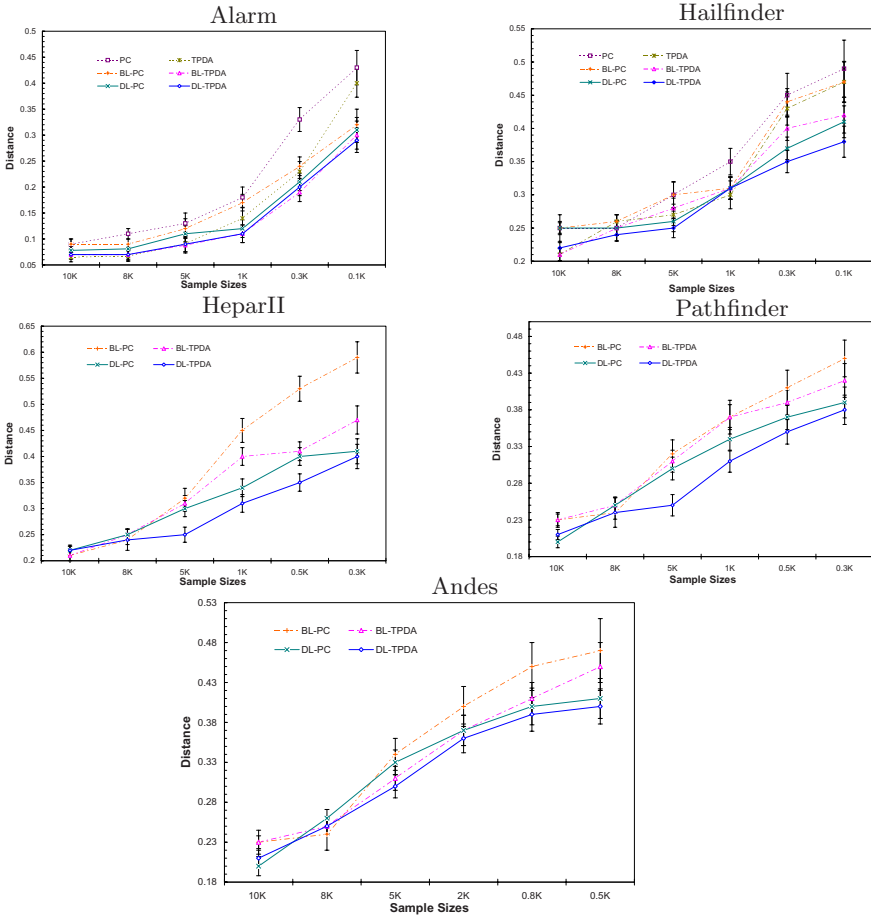 Alarm
0.5
0.45
0.4
0.35
0.3
0.25
0.2
0.15
0.1
0.05
Distance
PC
TPDA
BL-PC
BL-TPDA
DL-PC
DL-TPDA
10K 8K 5K 1K 0.3K 0.1K
Sample Sizes
Hailfinder
0.55
0.5
0.45
0.4
0.35
0.3
0.25
0.2
Distance
PC
TPDA
BL-PC
BL-TPDA
DL-PC
DL-TPDA
10K 8K 5K 1K 0.3K 0.1K
Sample Sizes
HeparII
0.65
0.6
0.55
0.5
0.45
0.4
0.35
0.3
0.25
0.2
Distance
BL-PC
BL-TPDA
DL-PC
DL-TPDA
10K 8K 5K 1K 0.5K 0.3K
Sample Sizes
Pathfinder
0.48
0.43
0.38
0.33
0.28
0.23
0.18
Distance
BL-PC
BL-TPDA
DL-PC
DL-TPDA
10K 8K 5K 1K 0.5K 0.3K
Sample Sizes
Andes
0.53
0.48
0.43
0.38
0.33
0.28
0.23
0.18
Distance
BL-PC
BL-TPDA
DL-PC
DL-TPDA
10K 8K 5K 2K 0.8K 0.5K
Sample Sizes